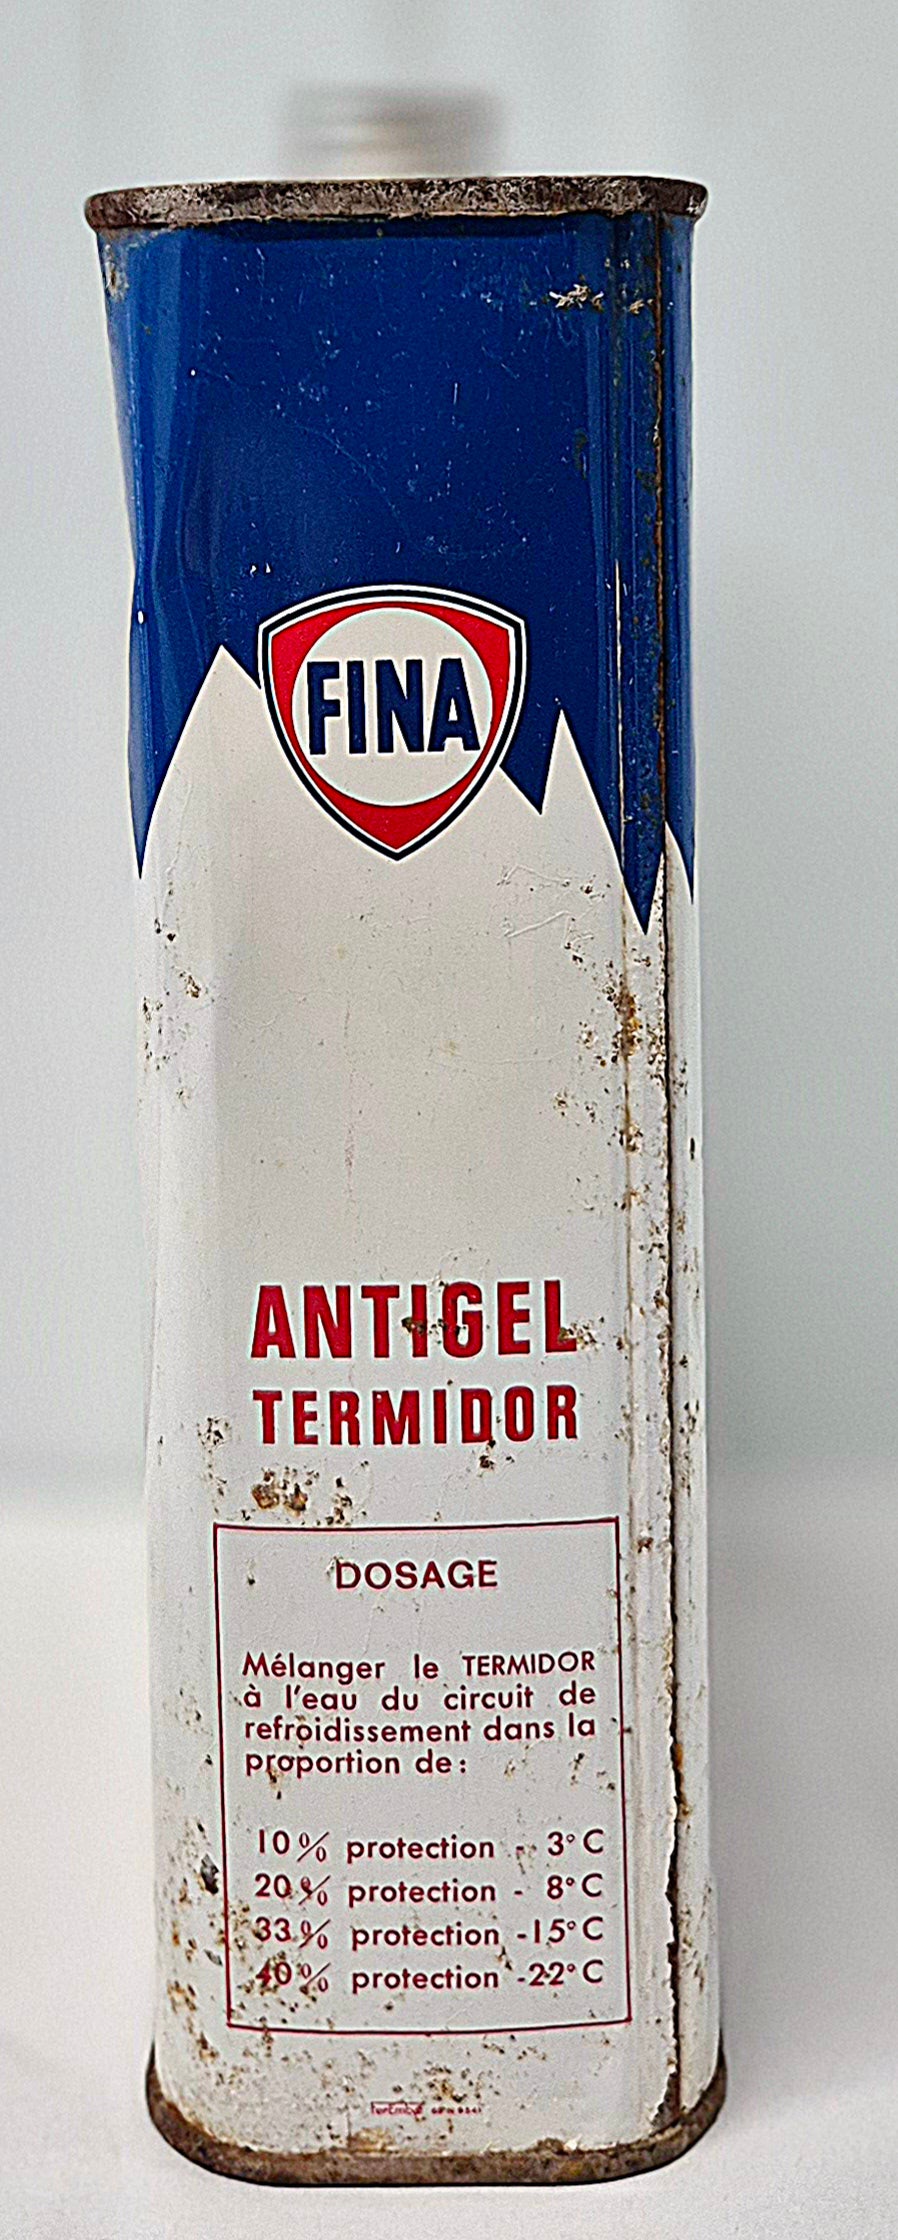 FINA
ANTIGEL
TERMIDOR
DOSAGE
Mélanger le TERMIDOR
à l'eau du circuit de
refroidissement dans la
proportion de:
10% protection - 3°C
20% protection - 8°C
33% protection -15°C
40% protection -22°C